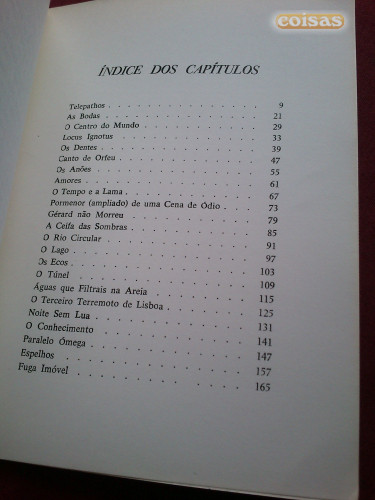 coisas
ÍNDICE DOS CAPÍTULOS
Telepathos . . . . . . . . . . . . . . 9
As Bodas . . . . . . . . . . . . . . 21
O Centro do Mundo . . . . . . . . . . . 29
Locus Ignotus . . . . . . . . . . . . . 33
Os Dentes . . . . . . . . . . . . . . 39
Canto de Orfeu . . . . . . . . . . . . 47
Os Anões . . . . . . . . . . . . . . 55
Amores . . . . . . . . . . . . . . . 61
O Tempo e a Lama . . . . . . . . . . . 67
Pormenor (ampliado) de uma Cena de Ódio . . . . 73
Gérard não Morreu . . . . . . . . . . . 79
A Ceifa das Sombras . . . . . . . . . . 85
O Rio Circular . . . . . . . . . . . . 91
O Lago . . . . . . . . . . . . . . . 97
Os Ecos . . . . . . . . . . . . . . . 103
O Túnel . . . . . . . . . . . . . . . 109
Águas que Filtrais na Areia . . . . . . . . 115
O Terceiro Terremoto de Lisboa . . . . . . . 125
Noite Sem Lua . . . . . . . . . . . . . 131
O Conhecimento . . . . . . . . . . . . 141
Paralelo Ómega . . . . . . . . . . . . 147
Espelhos . . . . . . . . . . . . . . 157
Fuga Imóvel . . . . . . . . . . . . . 165